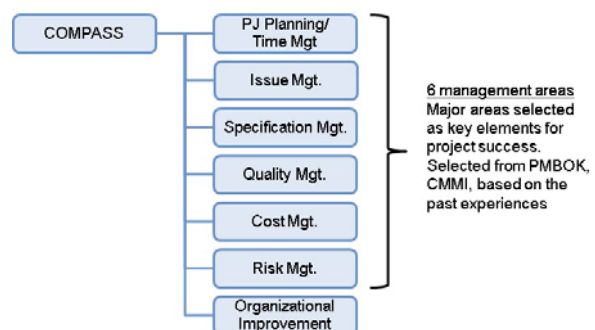 COMPASS
PJ Planning/
Time Mgt
Issue Mgt.
Specification Mgt.
Quality Mgt.
Cost Mgt.
Risk Mgt.
Organizational
Improvement
6 management areas
Major areas selected
as key elements for
project success.
Selected from PMBOK,
CMMI, based on the
past experiences